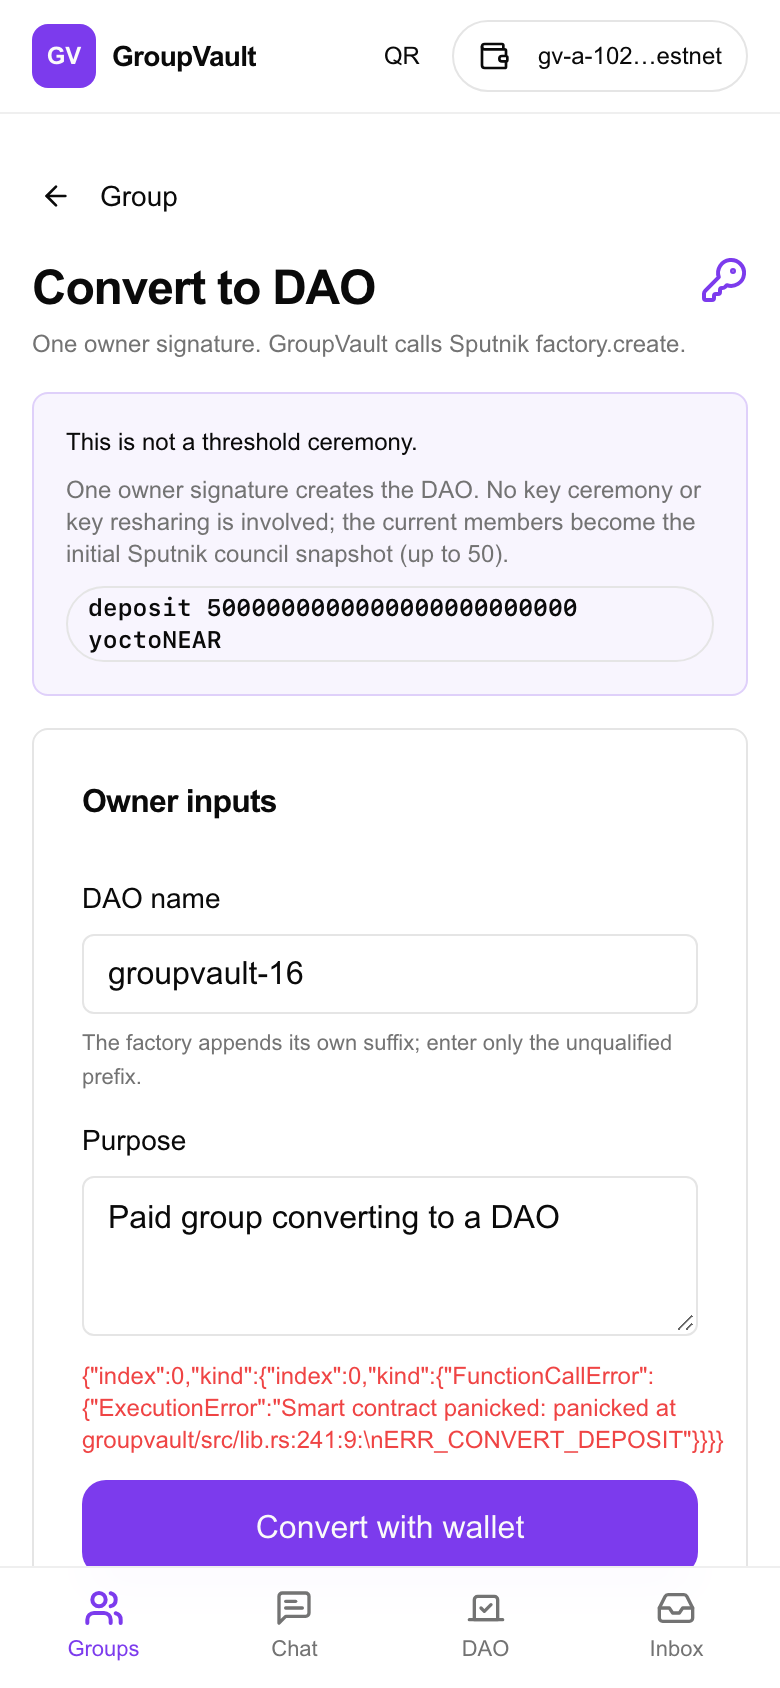 GV
GroupVault
QR
gv-a-102…estnet
Group
Convert to DAO
One owner signature. GroupVault calls Sputnik factory.create.
This is not a threshold ceremony.
One owner signature creates the DAO. No key ceremony or
key resharing is involved; the current members become the
initial Sputnik council snapshot (up to 50).
deposit 5000000000000000000000000
yoctoNEAR
Owner inputs
DAO name
groupvault-16
The factory appends its own suffix; enter only the unqualified
prefix.
Purpose
Paid group converting to a DAO
{"index":0,"kind":{"index":0,"kind":{"FunctionCallError":
{"ExecutionError":"Smart contract panicked: panicked at
groupvault/src/lib.rs:241:9:\nERR_CONVERT_DEPOSIT"}}}}
Convert with wallet
Groups
Chat
DAO
Inbox